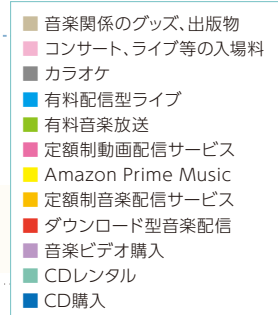 音楽関係のグッズ、出版物
コンサート、ライブ等の入場料
カラオケ
有料配信型ライブ
有料音楽放送
定額制動画配信サービス
Amazon Prime Music
定額制音楽配信サービス
ダウンロード型音楽配信
音楽ビデオ購入
CDレンタル
CD購入